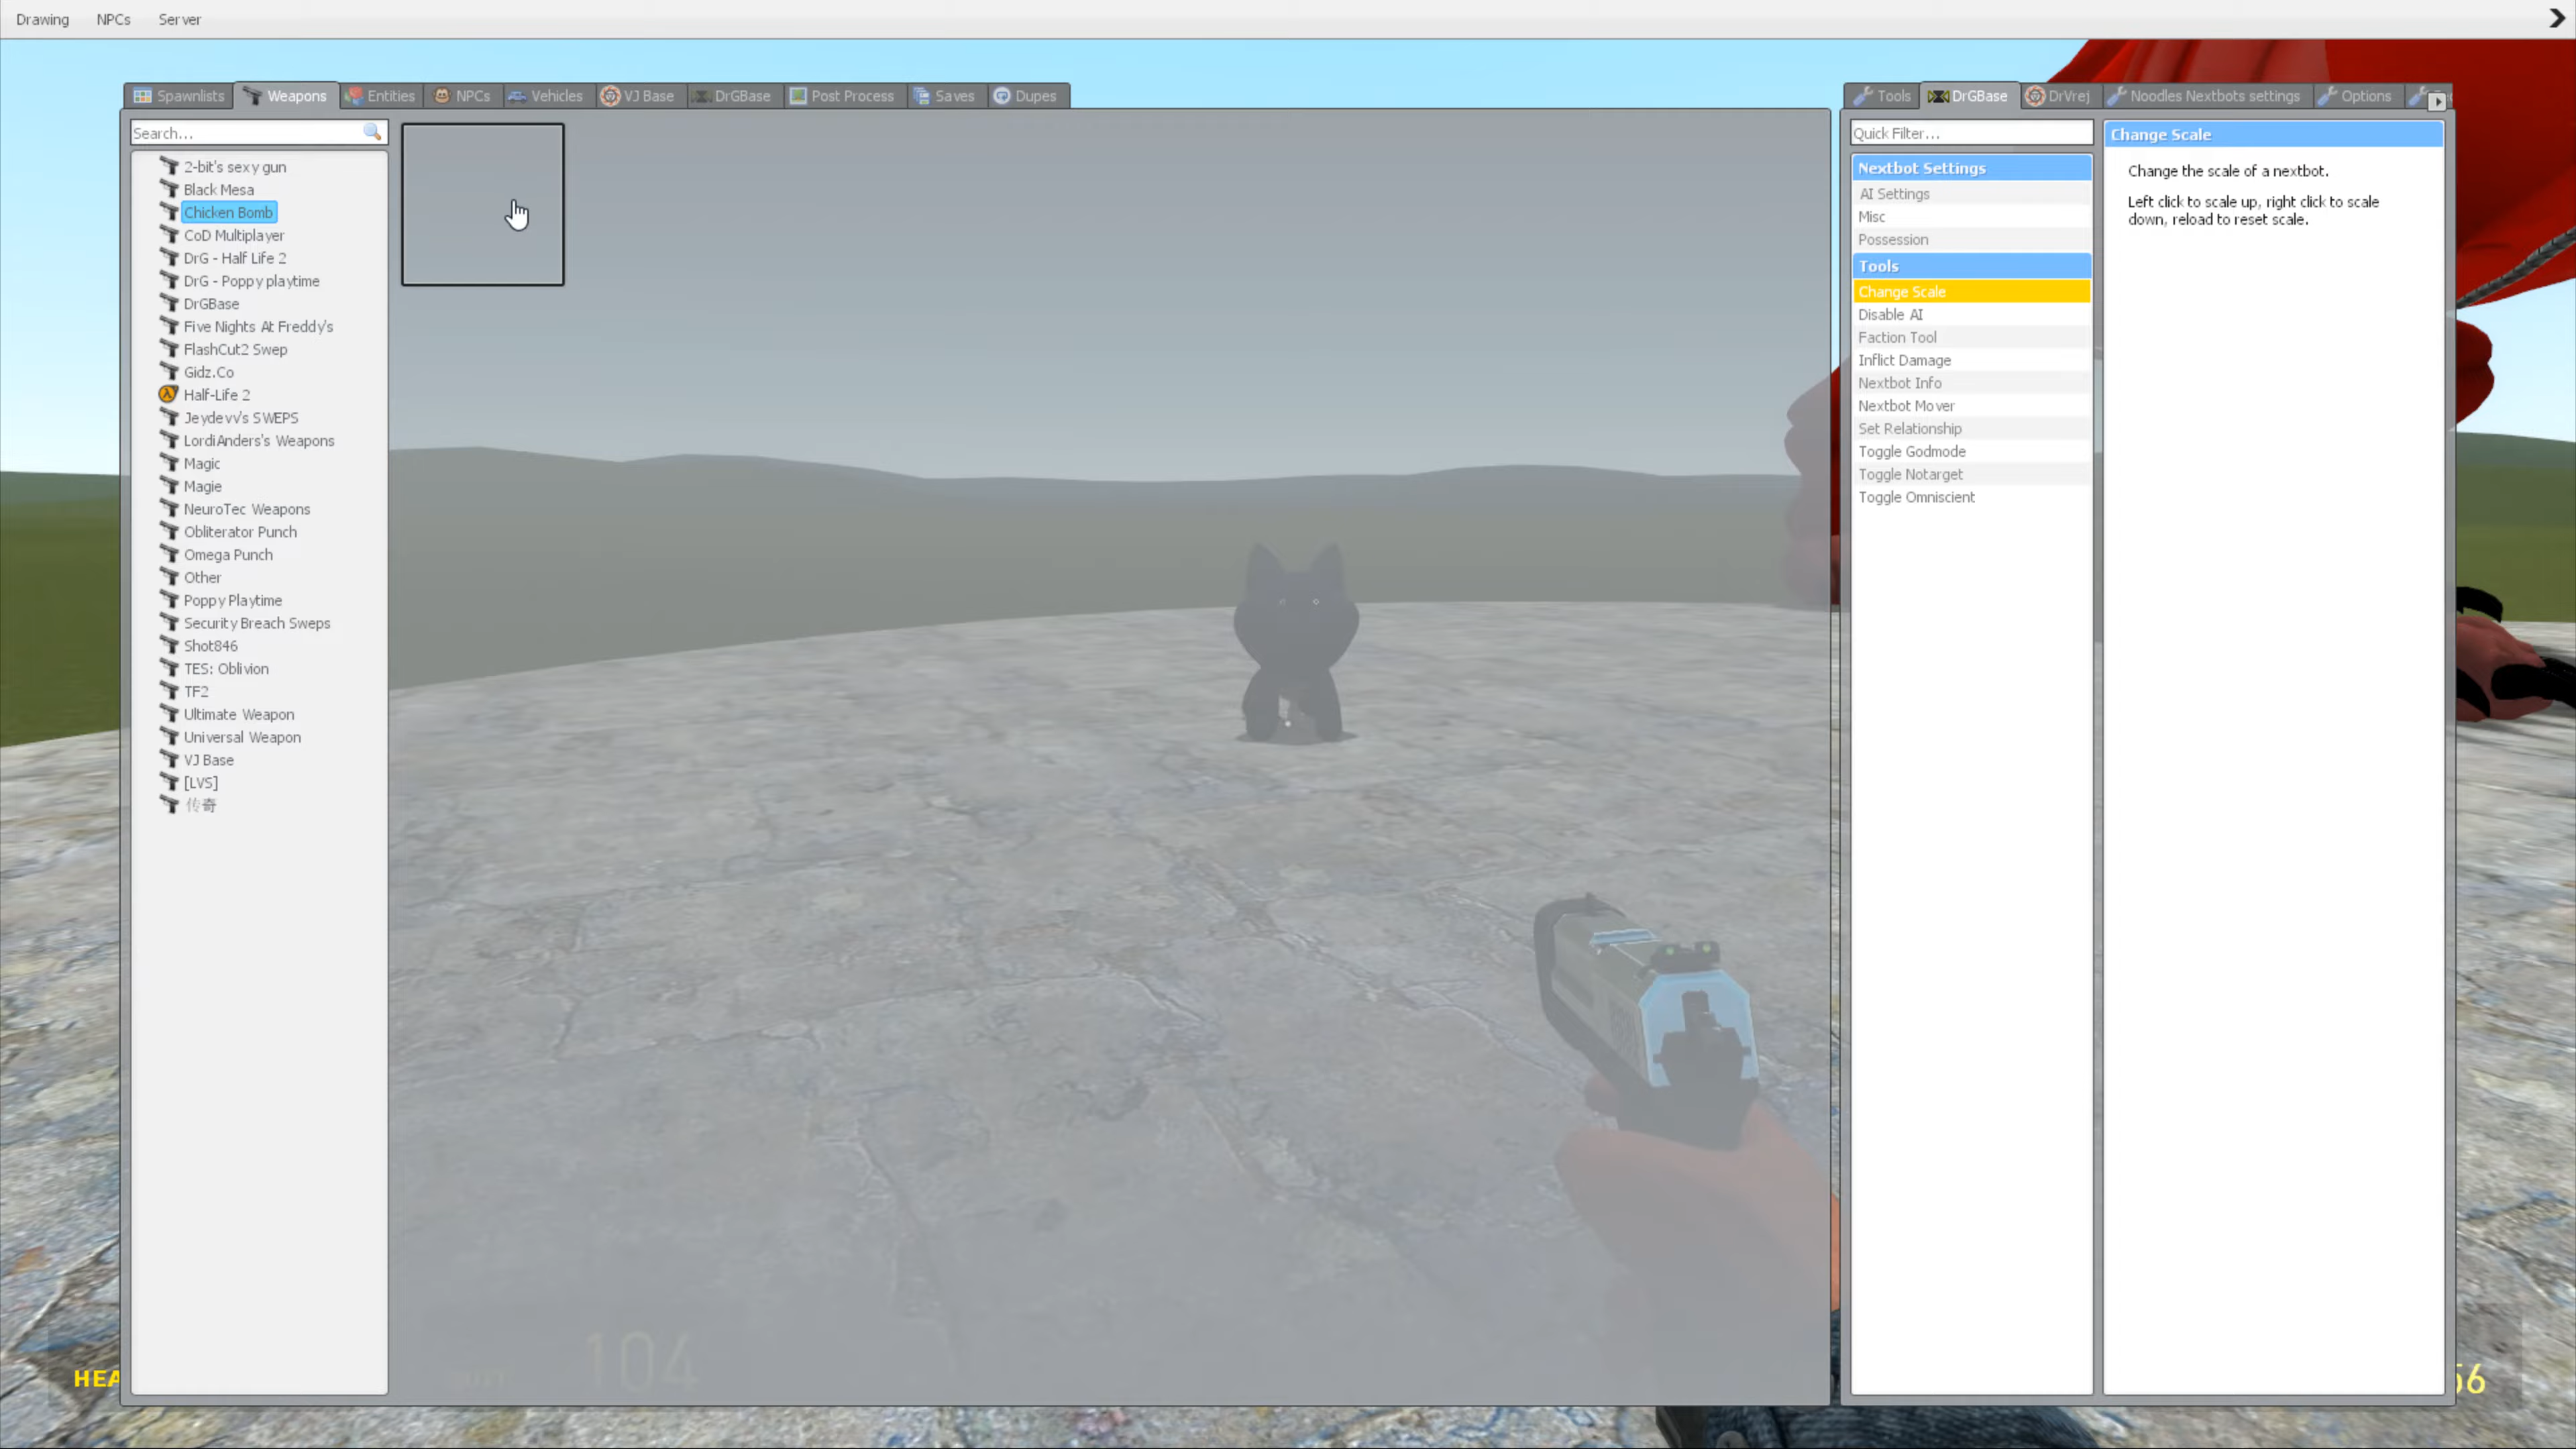 Drawing NPCs Server
Spawnlists Weapons Entities NPCs Vehicles VJ Base DrGBase Post Process Saves Dupes
Search...
2-bit's sexy gun
Black Mesa
Chicken Bomb
CoD Multiplayer
DrG - Half Life 2
DrG - Poppy playtime
DrGBase
Five Nights At Freddy's
FlashCut2 Swep
Gidz.Co
Half-Life 2
Jeydevv's SWEPS
LordiAnders's Weapons
Magic
Magie
NeuroTec Weapons
Obliterator Punch
Omega Punch
Other
Poppy Playtime
Security Breach Sweps
Shot846
TES: Oblivion
TF2
Ultimate Weapon
Universal Weapon
VJ Base
[LVS]
传奇
HEA
104
Tools DrGBase DrVrej Noodles Nextbots settings Options
Quick Filter...
Nextbot Settings
AI Settings
Misc
Possession
Tools
Change Scale
Disable AI
Faction Tool
Inflict Damage
Nextbot Info
Nextbot Mover
Set Relationship
Toggle Godmode
Toggle Notarget
Toggle Omniscient
Change Scale
Change the scale of a nextbot.
Left click to scale up, right click to scale
down, reload to reset scale.
56